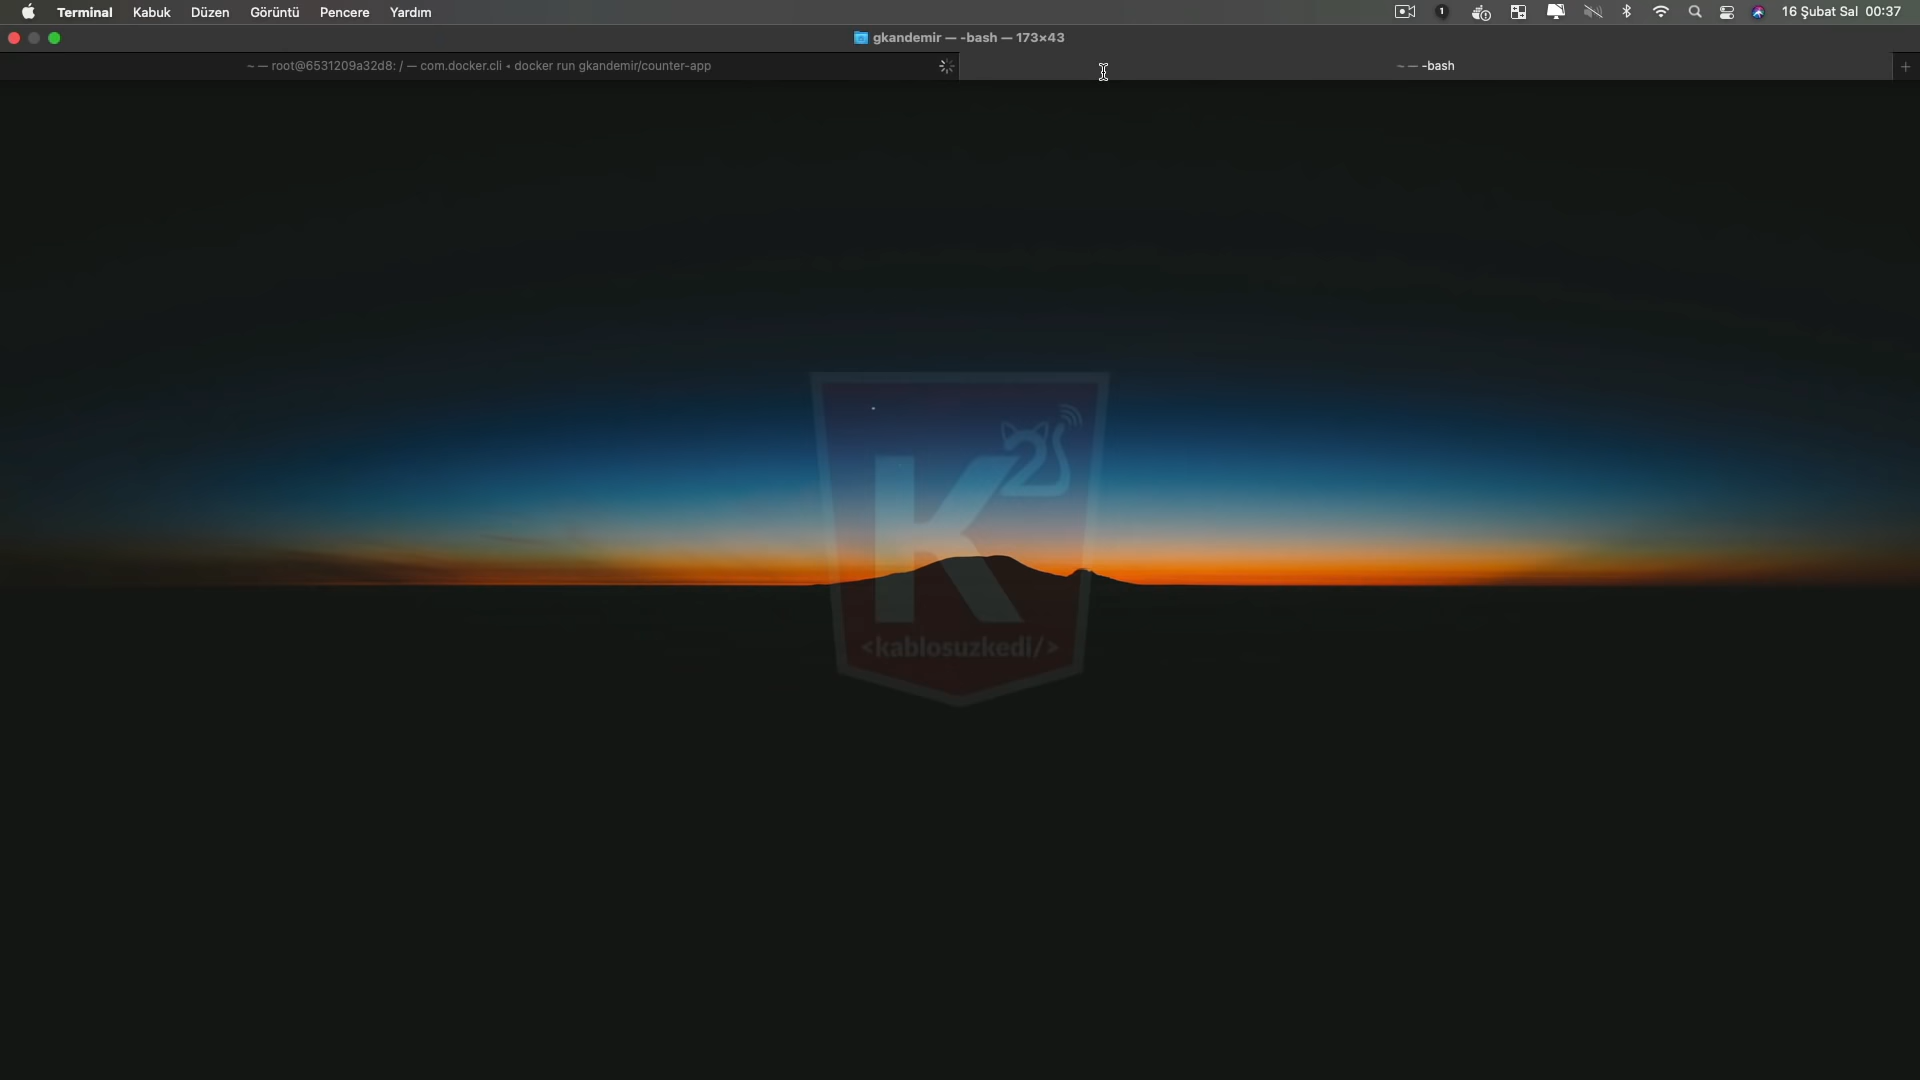 Terminal Kabuk Düzen Görüntü Pencere Yardım 1 16 Şubat Sal 00:37
gkandemir — -bash — 173×43
~ — root@6531209a32d8: / — com.docker.cli ◂ docker run gkandemir/counter-app
~ — -bash
K2
<kablosuzkedi/>